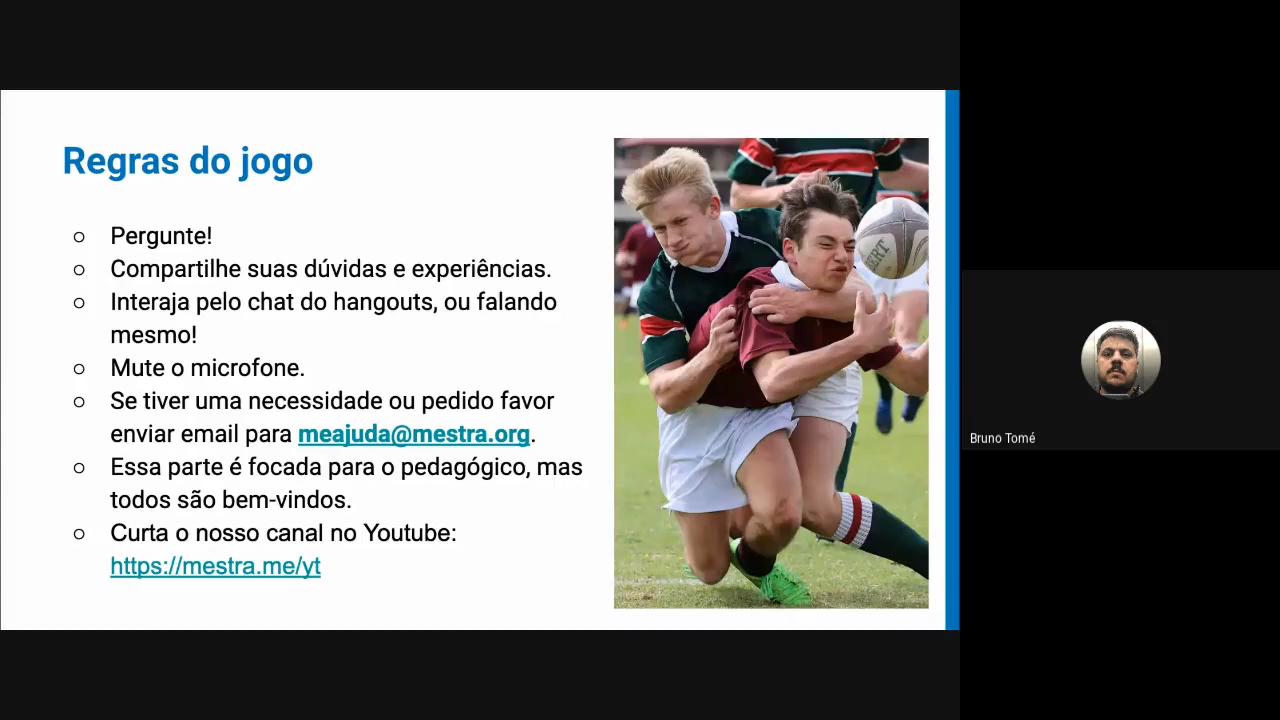 Regras do jogo
○ Pergunte!
○ Compartilhe suas dúvidas e experiências.
○ Interaja pelo chat do hangouts, ou falando
mesmo!
○ Mute o microfone.
○ Se tiver uma necessidade ou pedido favor
enviar email para meajuda@mestra.org.
○ Essa parte é focada para o pedagógico, mas
todos são bem-vindos.
○ Curta o nosso canal no Youtube:
https://mestra.me/yt
Bruno Tomé